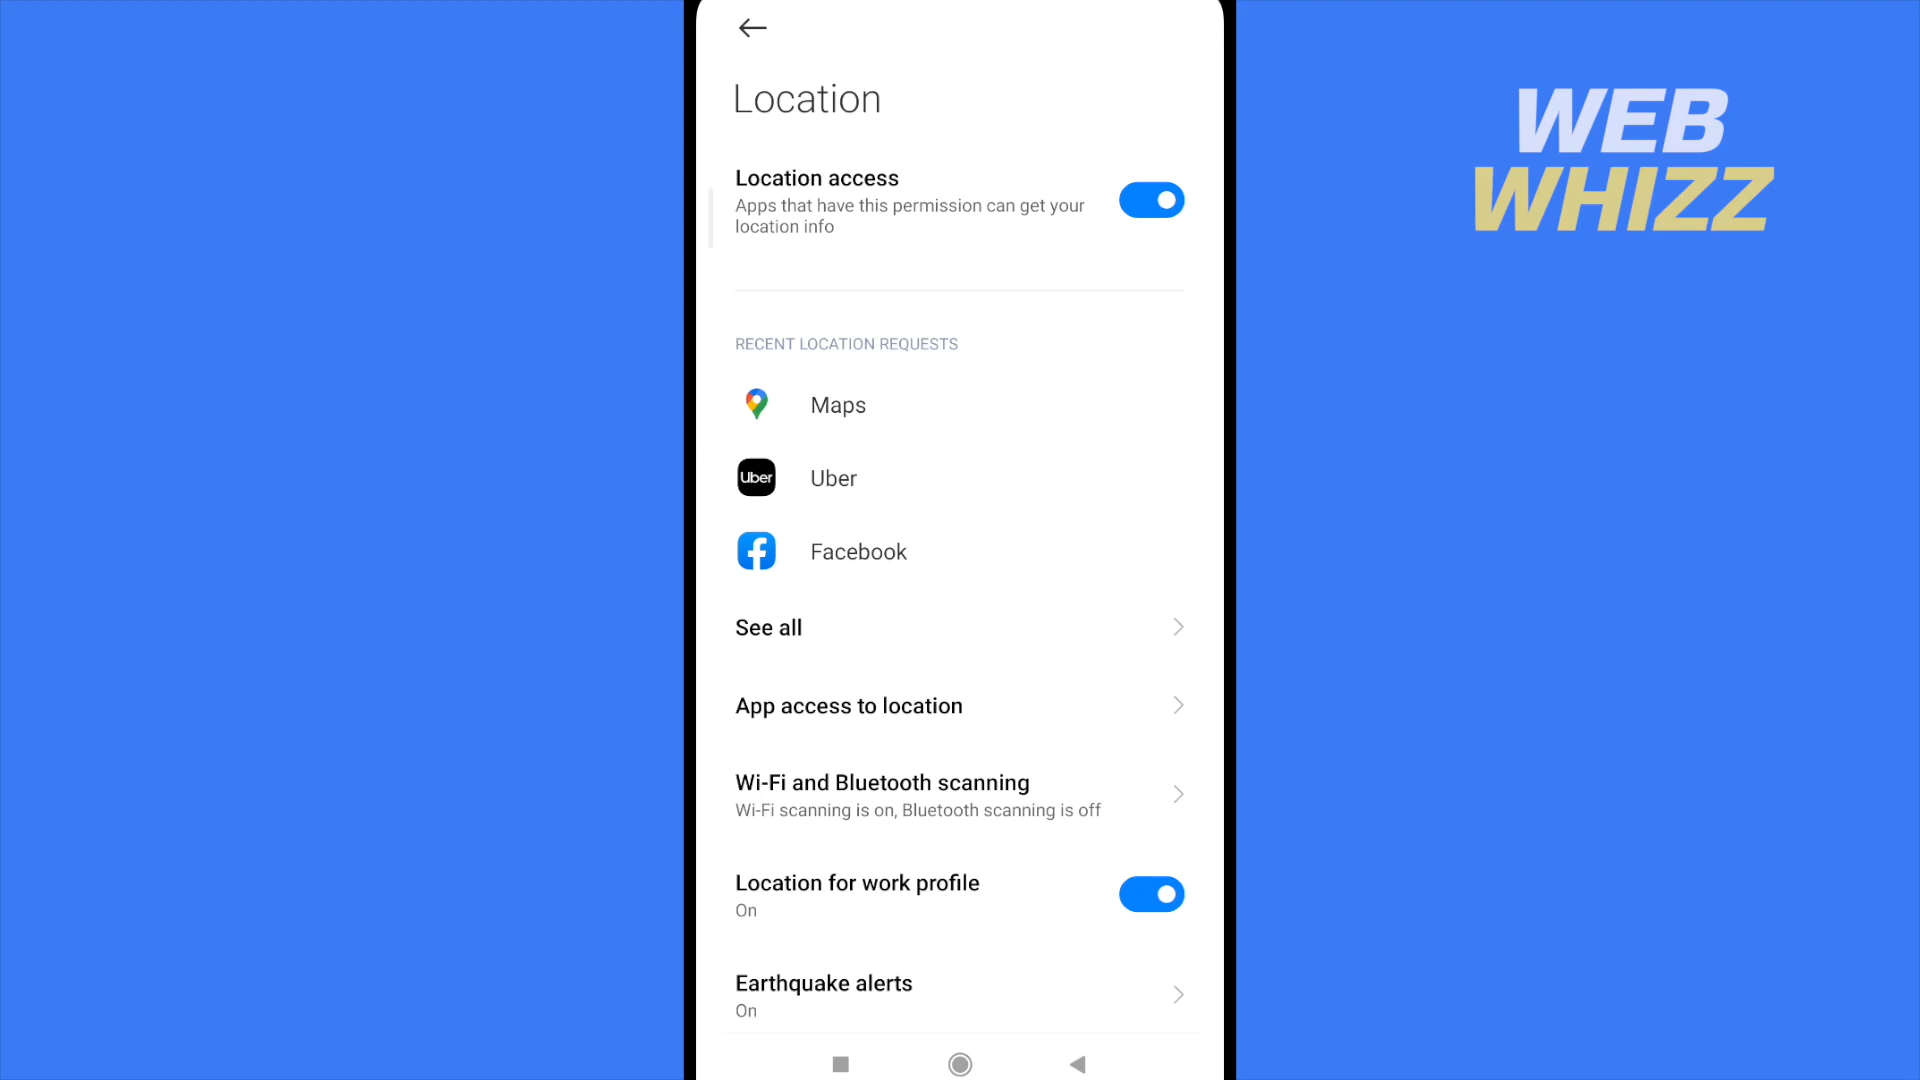 Location
Location access
Apps that have this permission can get your
location info
RECENT LOCATION REQUESTS
Maps
Uber
Uber
Facebook
See all
App access to location
Wi-Fi and Bluetooth scanning
Wi-Fi scanning is on, Bluetooth scanning is off
Location for work profile
On
Earthquake alerts
On
WEB
WHIZZ